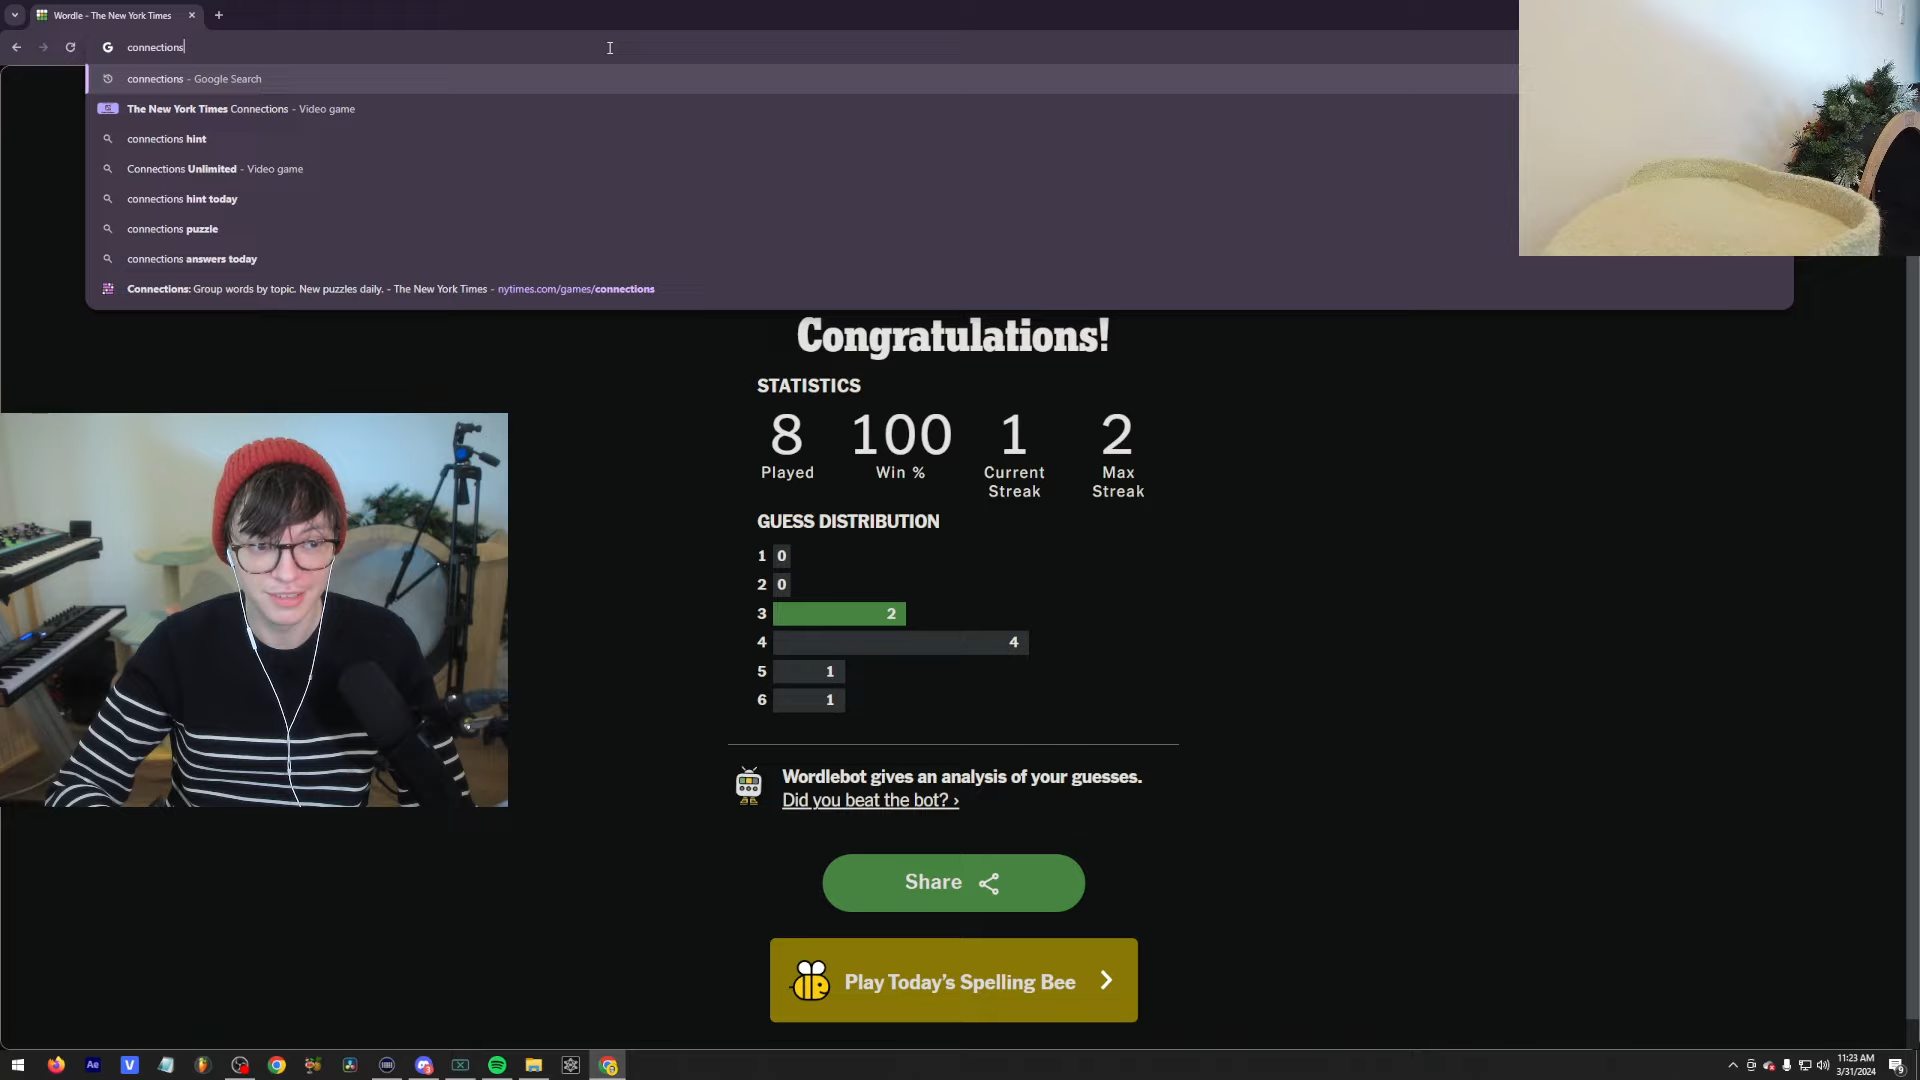 Wordle - The New York Times
connections
connections - Google Search
The New York Times Connections - Video game
connections hint
Connections Unlimited - Video game
connections hint today
connections puzzle
connections answers today
Connections: Group words by topic. New puzzles daily. - The New York Times - nytimes.com/games/connections
Congratulations!
STATISTICS
8 100 1 2
Played Win % Current Streak Max Streak
GUESS DISTRIBUTION
1 0
2 0
3 2
4 4
5 1
6 1
Wordlebot gives an analysis of your guesses.
Did you beat the bot? ›
Share
Play Today's Spelling Bee
11:23 AM
3/31/2024